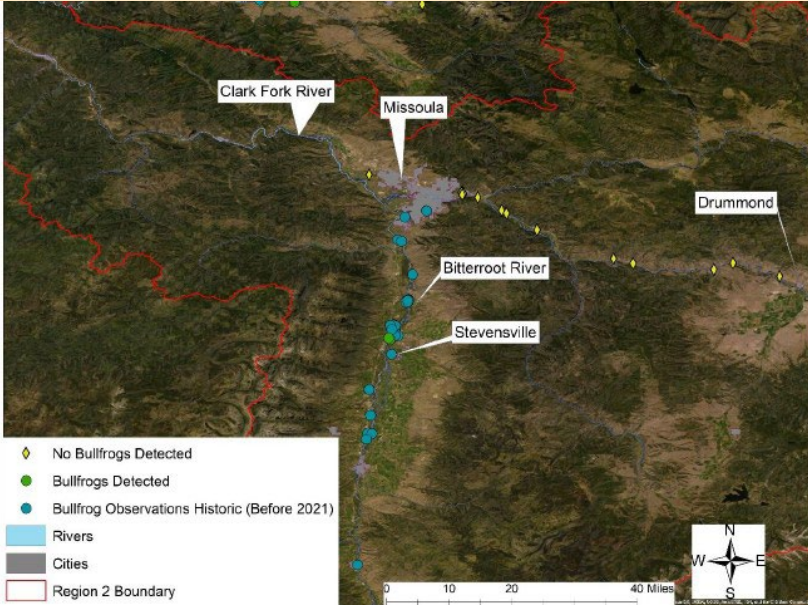 Clark Fork River
Missoula
Drummond
Bitterroot River
Stevensville
No Bullfrogs Detected
Bullfrogs Detected
Bullfrog Observations Historic (Before 2021)
Rivers
Cities
Region 2 Boundary
N
W E
S
0 10 20 40 Miles